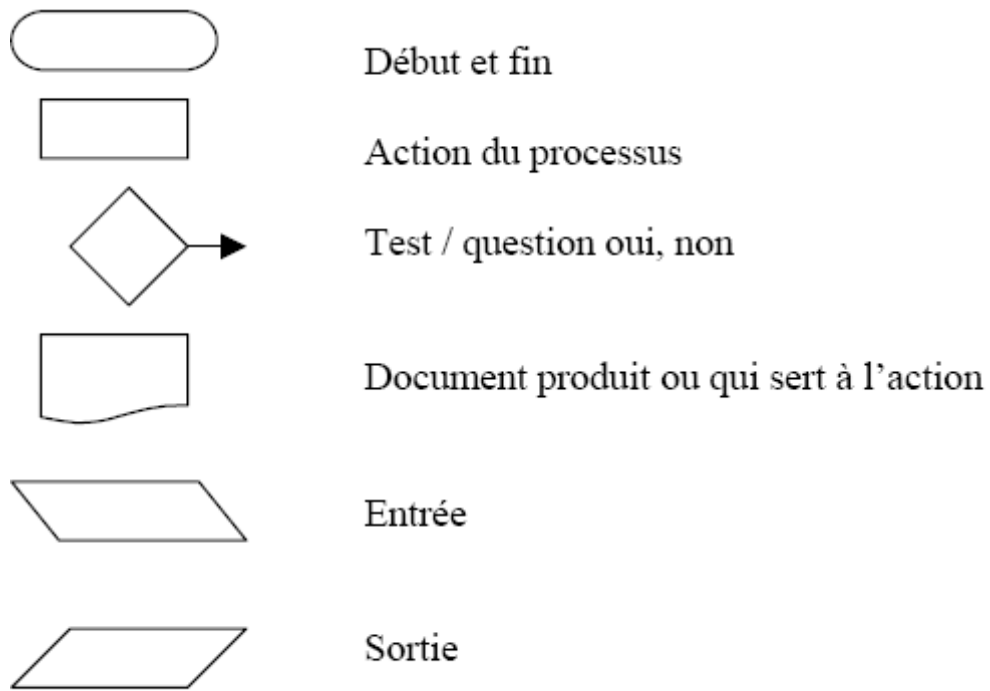 Début et fin
Action du processus
Test / question oui, non
Document produit ou qui sert à l’action
Entrée
Sortie